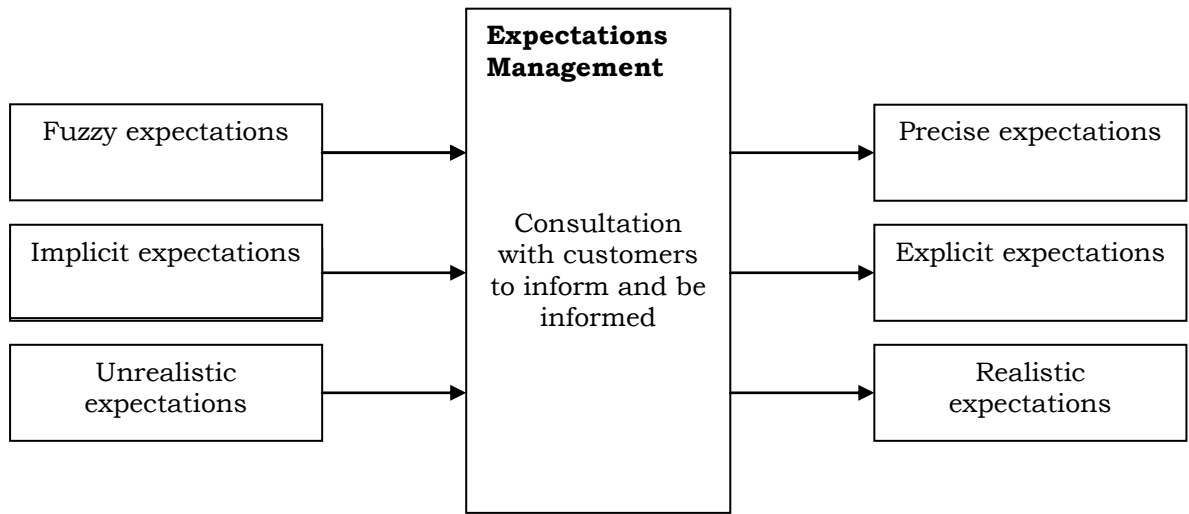 Expectations
Management
Fuzzy expectations
Implicit expectations
Unrealistic
expectations
Consultation
with customers
to inform and be
informed
Precise expectations
Explicit expectations
Realistic
expectations